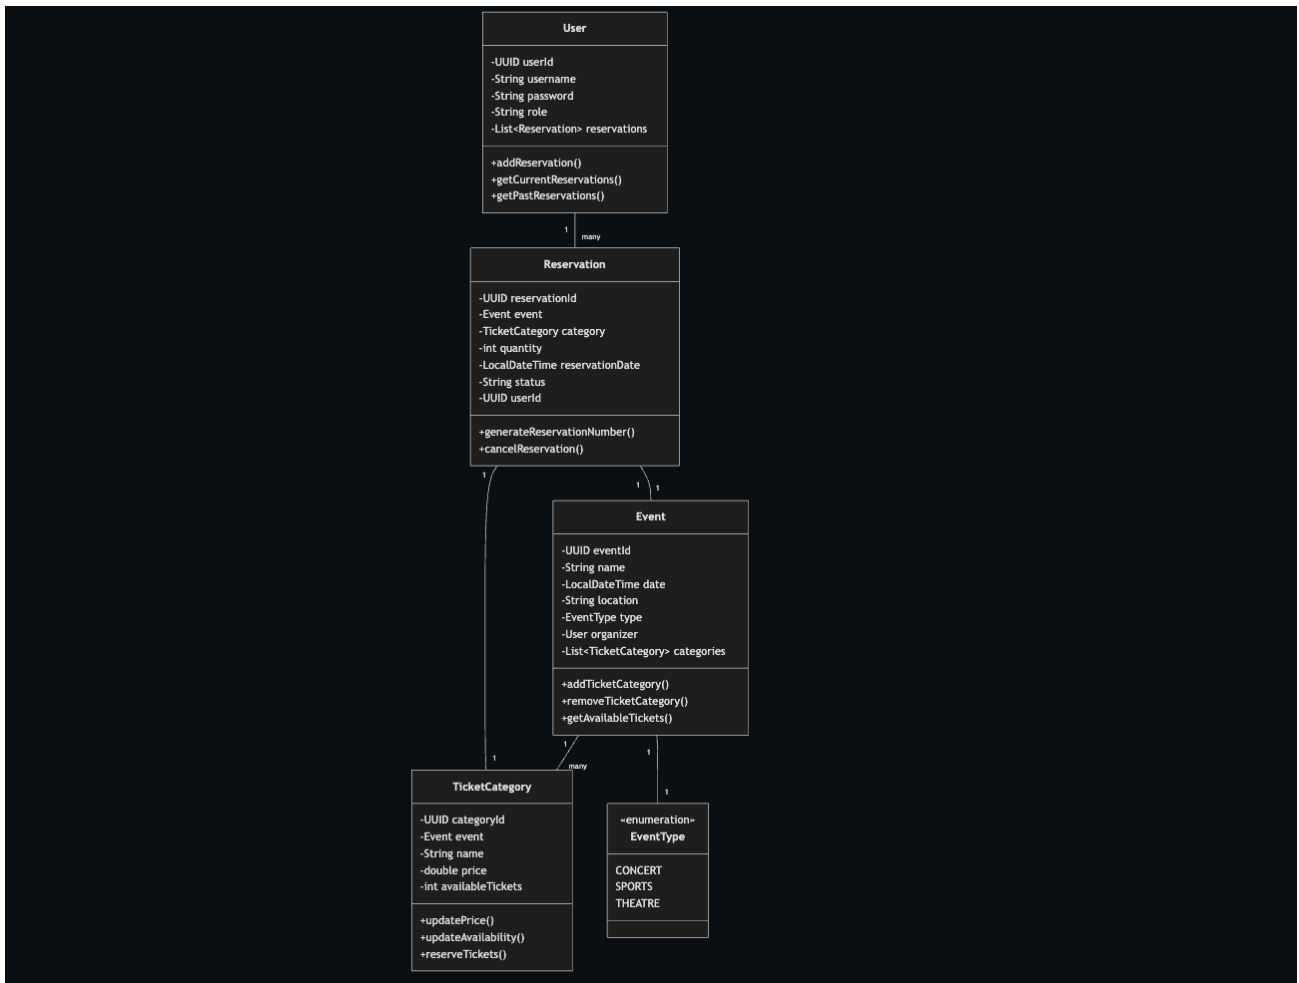 User
-UUID userId
-String username
-String password
-String role
-List<Reservation> reservations
+addReservation()
+getCurrentReservations()
+getPastReservations()
1
many
Reservation
-UUID reservationId
-Event event
-TicketCategory category
-int quantity
-LocalDateTime reservationDate
-String status
-UUID userId
+generateReservationNumber()
+cancelReservation()
1
1
1
Event
-UUID eventId
-String name
-LocalDateTime date
-String location
-EventType type
-User organizer
-List<TicketCategory> categories
+addTicketCategory()
+removeTicketCategory()
+getAvailableTickets()
1
1
1
many
1
TicketCategory
-UUID categoryId
-Event event
-String name
-double price
-int availableTickets
+updatePrice()
+updateAvailability()
+reserveTickets()
«enumeration»
EventType
CONCERT
SPORTS
THEATRE